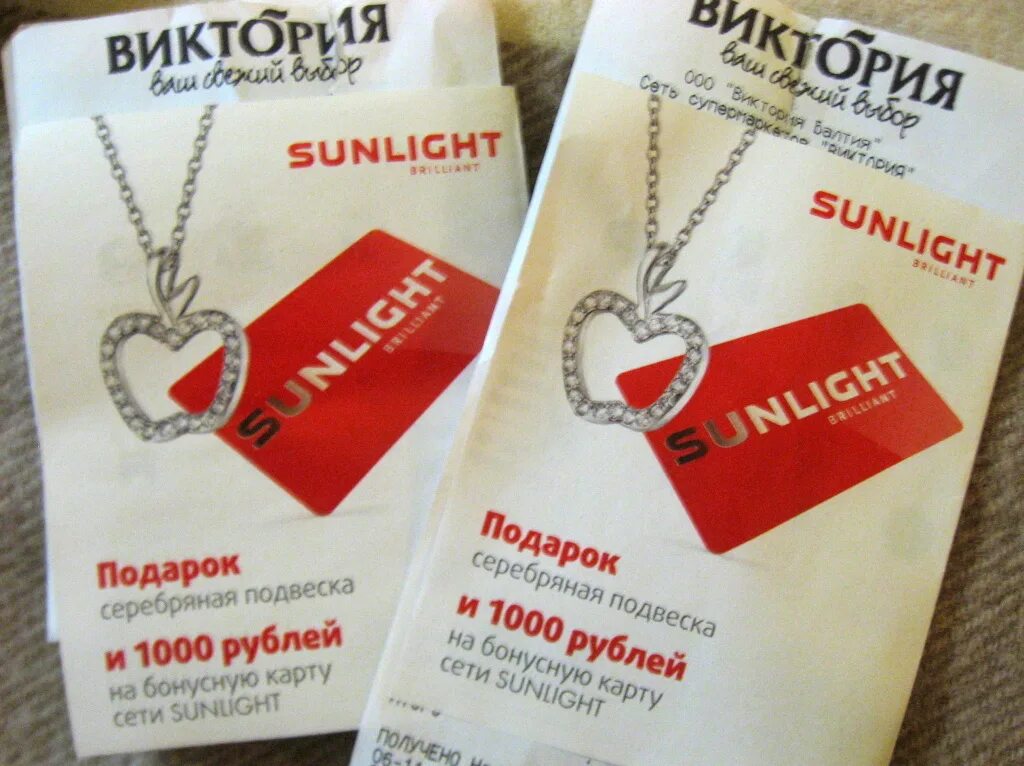 ВИКТОРИЯ
ваш свежий выбор
SUNLIGHT
BRILLIANT
SUNLIGHT
BRILLIANT
Подарок
серебряная подвеска
и 1000 рублей
на бонусную карту
сети SUNLIGHT
ВИКТОРИЯ
ваш свежий выбор
ООО "Виктория Балтия"
Сеть супермаркетов "ВИКТОРИЯ"
SUNLIGHT
BRILLIANT
SUNLIGHT
BRILLIANT
Подарок
серебряная подвеска
и 1000 рублей
на бонусную карту
сети SUNLIGHT
ПОЛУЧЕНО